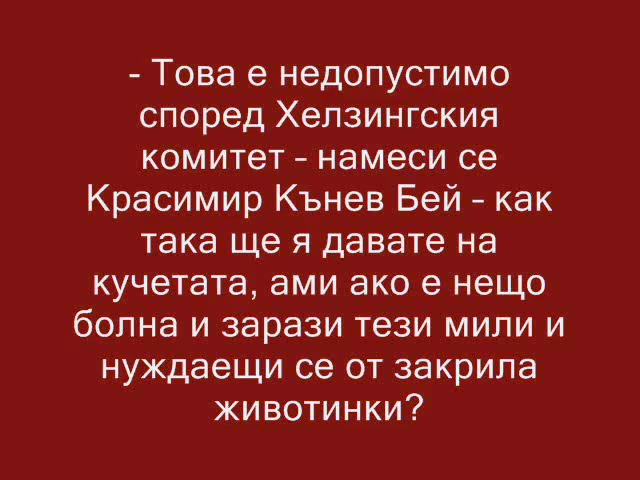 - Това е недопустимо
според Хелзингския
комитет – намеси се
Красимир Кънев Бей – как
така ще я давате на
кучетата, ами ако е нещо
болна и зарази тези мили и
нуждаещи се от закрила
животинки?